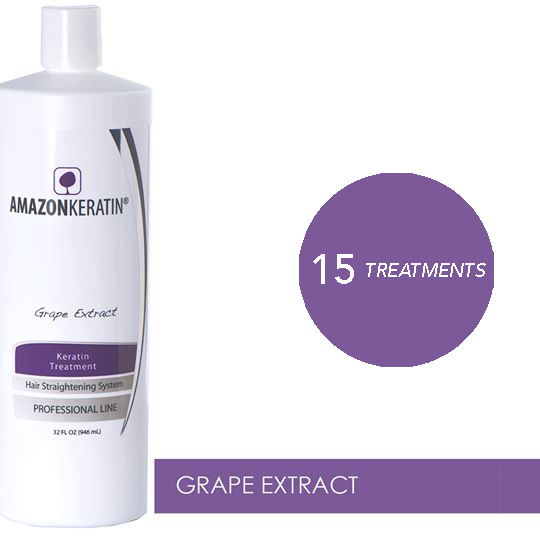 AMAZONKERATIN®
Grape Extract
Keratin
Treatment
Hair Straightening System
PROFESSIONAL LINE
32 FL OZ (946 mL)
15 TREATMENTS
GRAPE EXTRACT